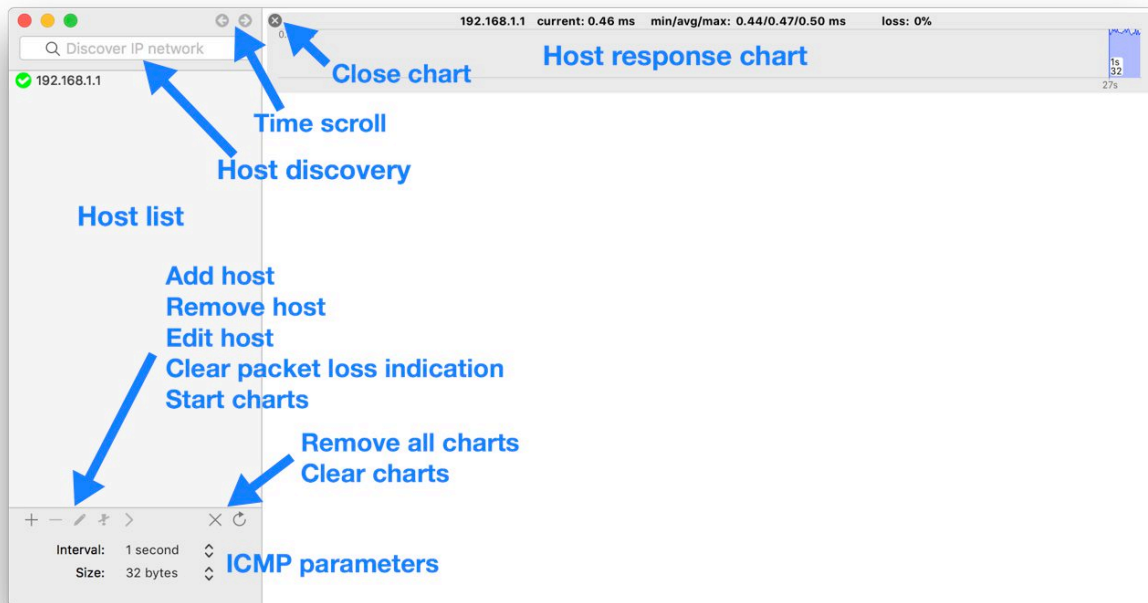 192.168.1.1 current: 0.46 ms min/avg/max: 0.44/0.47/0.50 ms loss: 0%
Discover IP network
Host response chart
Close chart
1s
32
27s
192.168.1.1
Time scroll
Host discovery
Host list
Add host
Remove host
Edit host
Clear packet loss indication
Start charts
Remove all charts
Clear charts
Interval: 1 second
Size: 32 bytes
ICMP parameters